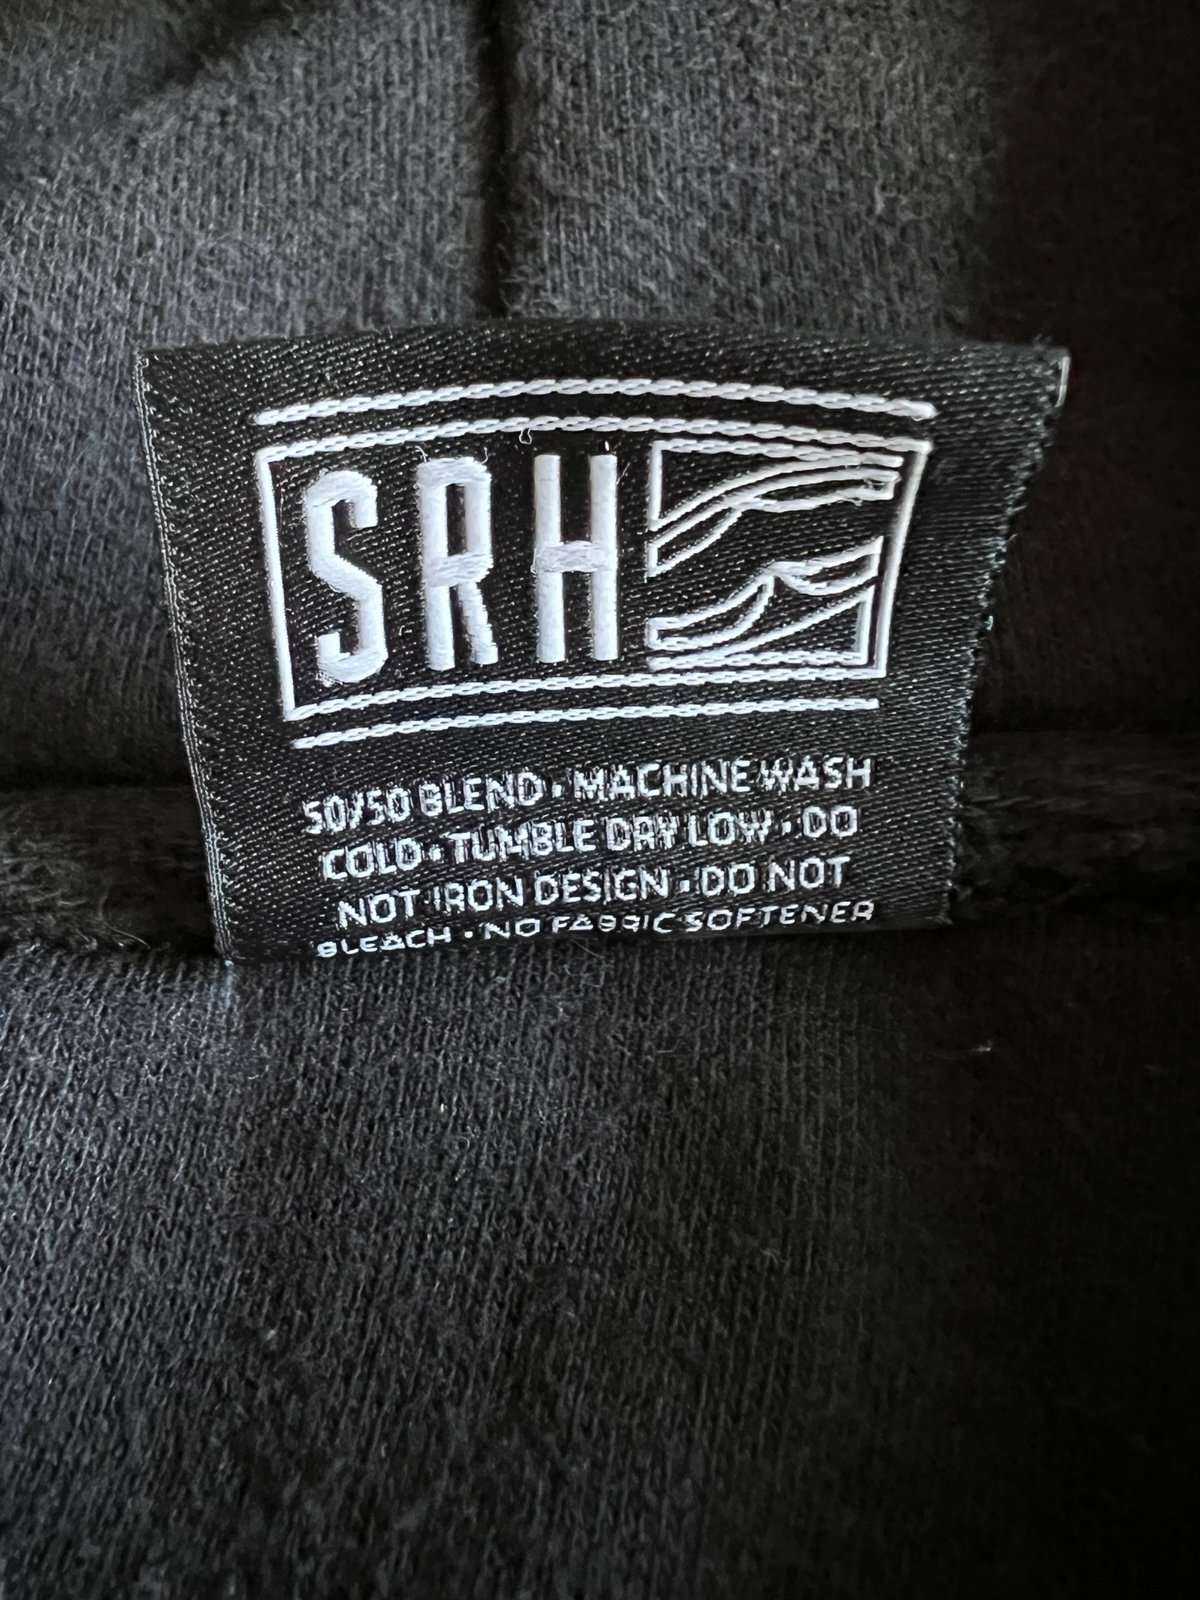 SRH
50/50 BLEND • MACHINE WASH
COLD • TUMBLE DRY LOW • DO
NOT IRON DESIGN • DO NOT
BLEACH • NO FABRIC SOFTENER